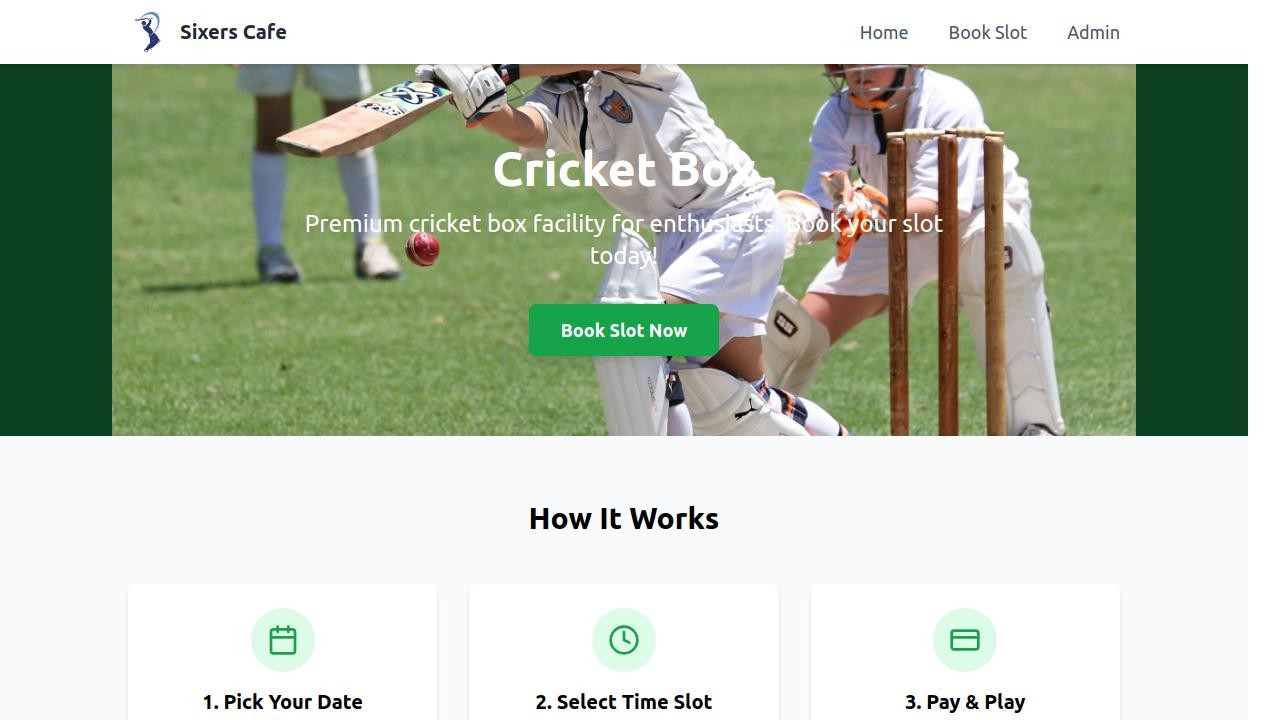 Sixers Cafe
Home
Book Slot
Admin
Cricket Box
Premium cricket box facility for enthusiasts. Book your slot
today!
Book Slot Now
How It Works
1. Pick Your Date
2. Select Time Slot
3. Pay & Play